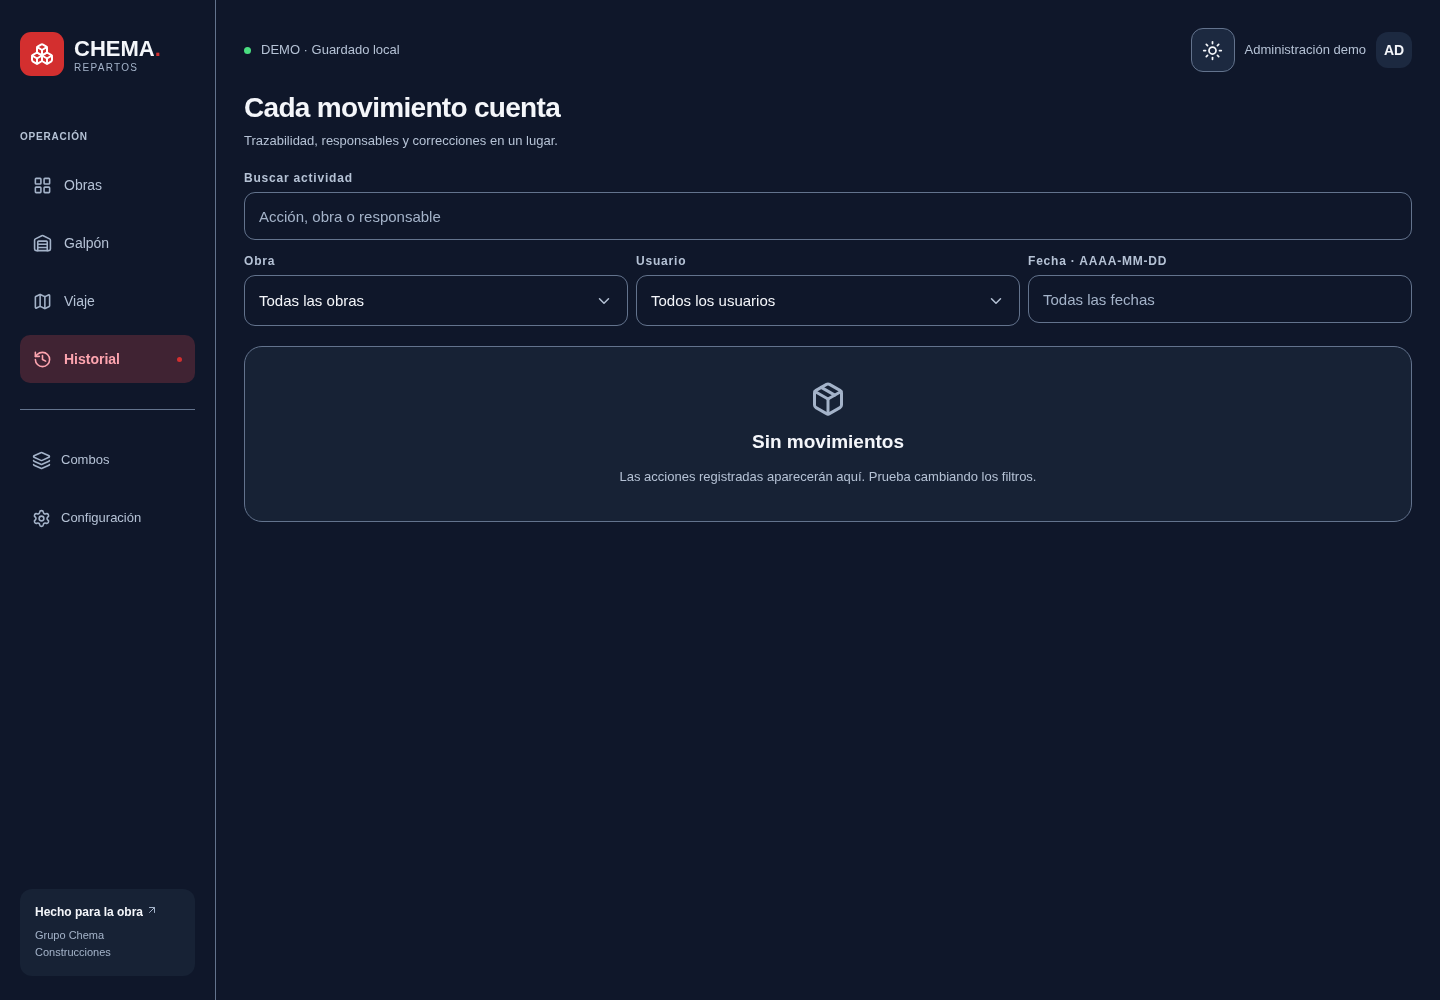 CHEMA.
REPARTOS
OPERACIÓN
Obras
Galpón
Viaje
Historial
Combos
Configuración
Hecho para la obra
Grupo Chema
Construcciones
DEMO · Guardado local
Administración demo
AD
Cada movimiento cuenta
Trazabilidad, responsables y correcciones en un lugar.
Buscar actividad
Acción, obra o responsable
Obra
Usuario
Fecha · AAAA-MM-DD
Todas las obras
Todos los usuarios
Todas las fechas
Sin movimientos
Las acciones registradas aparecerán aquí. Prueba cambiando los filtros.